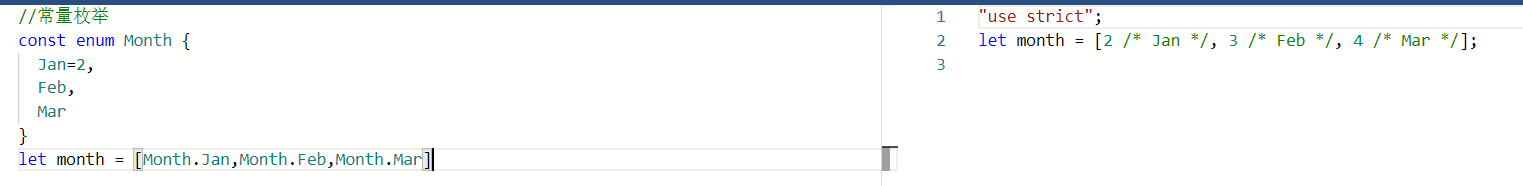 //常量枚举
const enum Month {
  Jan=2,
  Feb,
  Mar
}
let month = [Month.Jan,Month.Feb,Month.Mar]
1 "use strict";
2 let month = [2 /* Jan */, 3 /* Feb */, 4 /* Mar */];
3